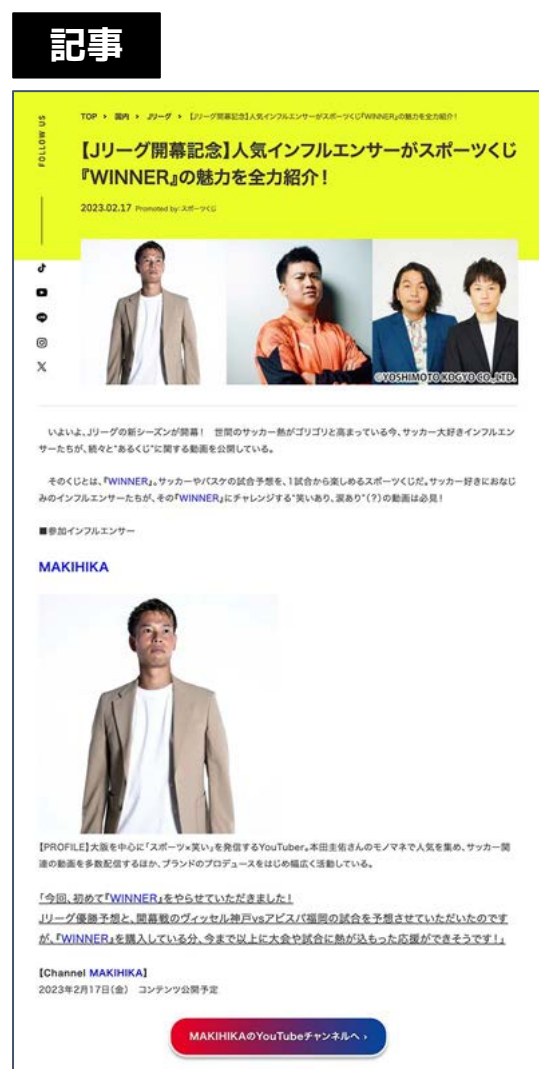 記事
FOLLOW US
TOP › 国内 › Jリーグ › 【Jリーグ開幕記念】人気インフルエンサーがスポーツくじ『WINNER』の魅力を全力紹介！
【Jリーグ開幕記念】人気インフルエンサーがスポーツくじ
『WINNER』の魅力を全力紹介！
2023.02.17 Promoted by:スポーツくじ
©YOSHIMOTO KOGYO CO.,LTD.
いよいよ、Jリーグの新シーズンが開幕！ 世間のサッカー熱がゴリゴリと高まっている今、サッカー大好きインフルエン
サーたちが、続々と“あるくじ”に関する動画を公開している。
そのくじとは、『WINNER』。サッカーやバスケの試合予想を、1試合から楽しめるスポーツくじだ。サッカー好きにおなじ
みのインフルエンサーたちが、その『WINNER』にチャレンジする“笑いあり、涙あり”（？）の動画は必見！
■参加インフルエンサー
MAKIHIKA
【PROFILE】大阪を中心に「スポーツ×笑い」を発信するYouTuber。本田圭佑さんのモノマネで人気を集め、サッカー関
連の動画を多数配信するほか、ブランドのプロデュースをはじめ幅広く活動している。
「今回、初めて『WINNER』をやらせていただきました！
Jリーグ優勝予想と、開幕戦のヴィッセル神戸vsアビスパ福岡の試合を予想させていただいたのです
が、『WINNER』を購入している分、今まで以上に大会や試合に熱が込もった応援ができそうです！」
【Channel MAKIHIKA】
2023年2月17日(金) コンテンツ公開予定
MAKIHIKAのYouTubeチャンネルへ ›